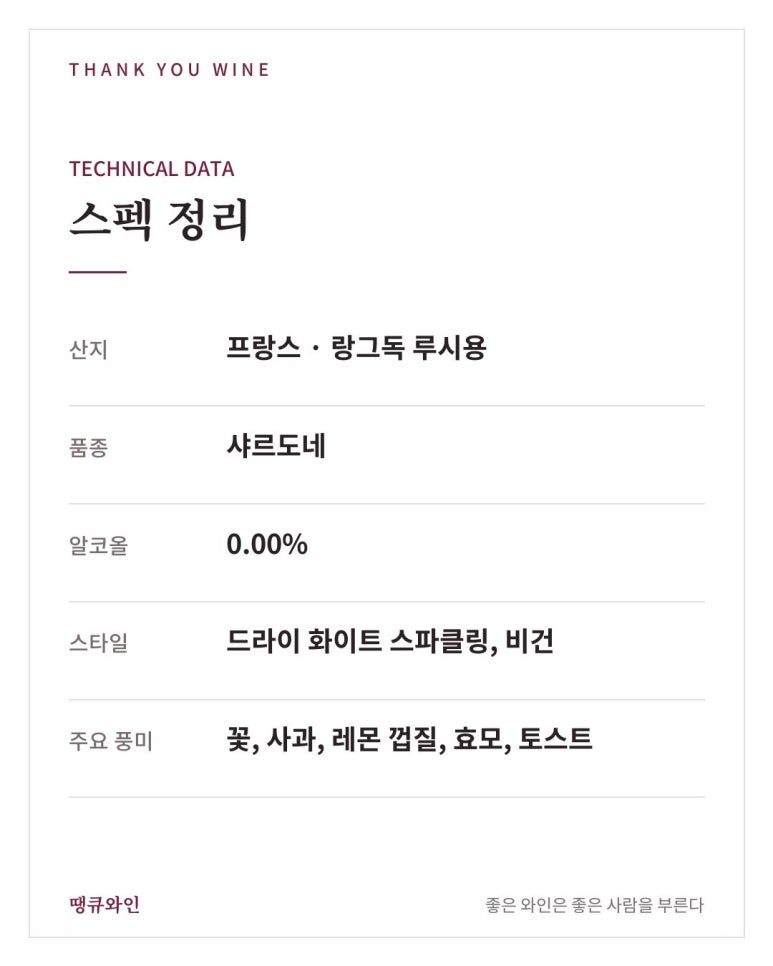 THANK YOU WINE
TECHNICAL DATA
스펙 정리
산지 프랑스 · 랑그독 루시용
품종 샤르도네
알코올 0.00%
스타일 드라이 화이트 스파클링, 비건
주요 풍미 꽃, 사과, 레몬 껍질, 효모, 토스트
땡큐와인 좋은 와인은 좋은 사람을 부른다